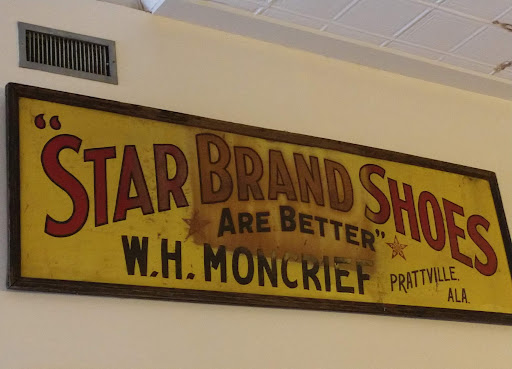 “STAR BRAND SHOES
ARE BETTER”
W.H. MONCRIEF PRATTVILLE,
ALA.